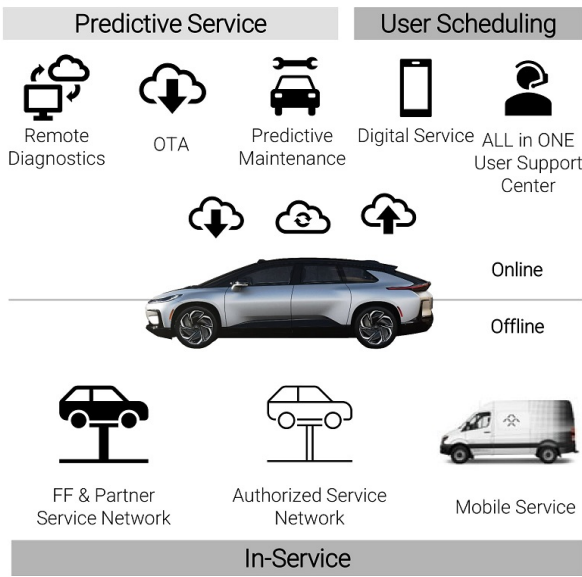 Predictive Service
User Scheduling
Remote
Diagnostics
OTA
Predictive
Maintenance
Digital Service
ALL in ONE
User Support
Center
Online
Offline
FF & Partner
Service Network
Authorized Service
Network
Mobile Service
In-Service